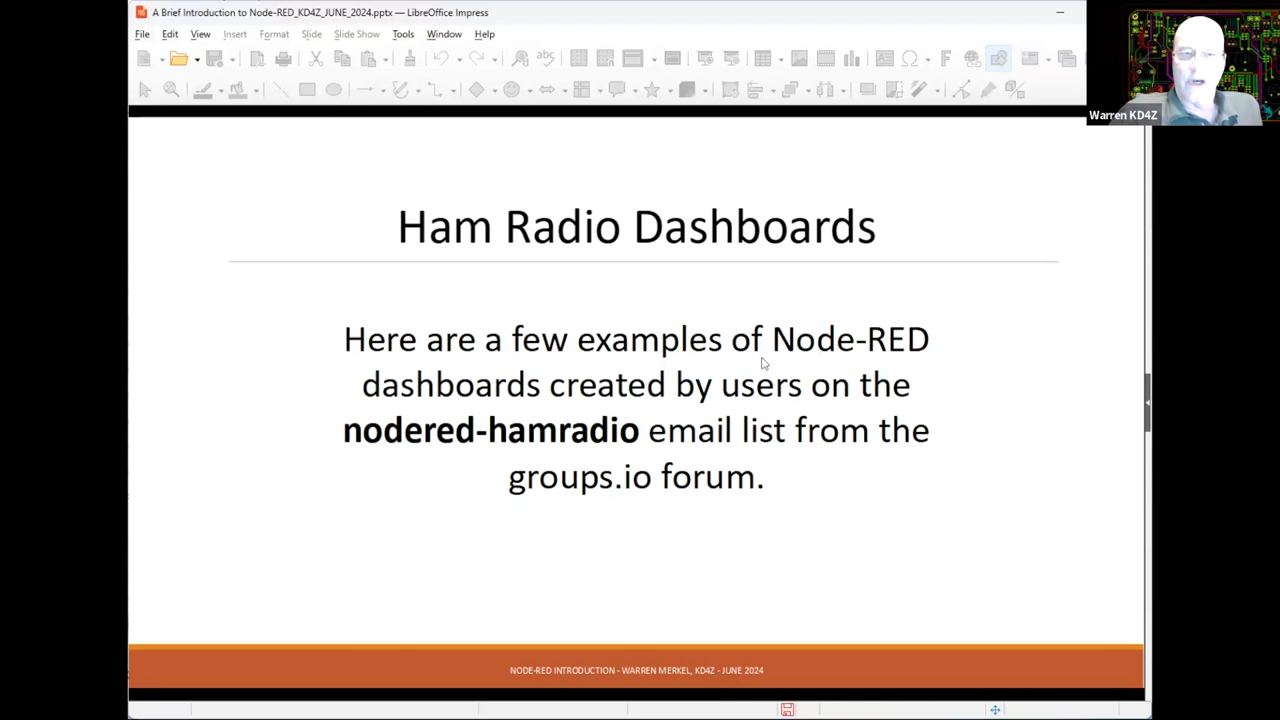 A Brief Introduction to Node-RED_KD4Z_JUNE_2024.pptx — LibreOffice Impress
File Edit View Insert Format Slide Slide Show Tools Window Help
Warren KD4Z
Ham Radio Dashboards
Here are a few examples of Node-RED
dashboards created by users on the
nodered-hamradio email list from the
groups.io forum.
NODE-RED INTRODUCTION - WARREN MERKEL, KD4Z - JUNE 2024